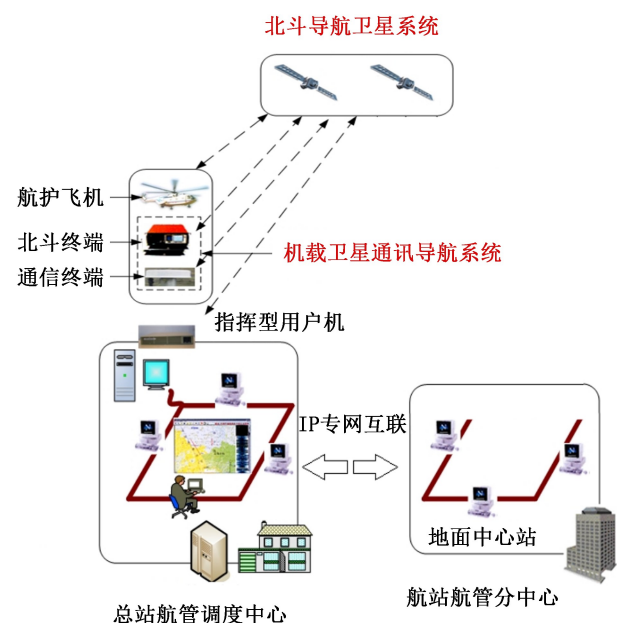 北斗导航卫星系统
航护飞机
北斗终端
机载卫星通讯导航系统
通信终端
指挥型用户机
IP专网互联
地面中心站
航站航管分中心
总站航管调度中心